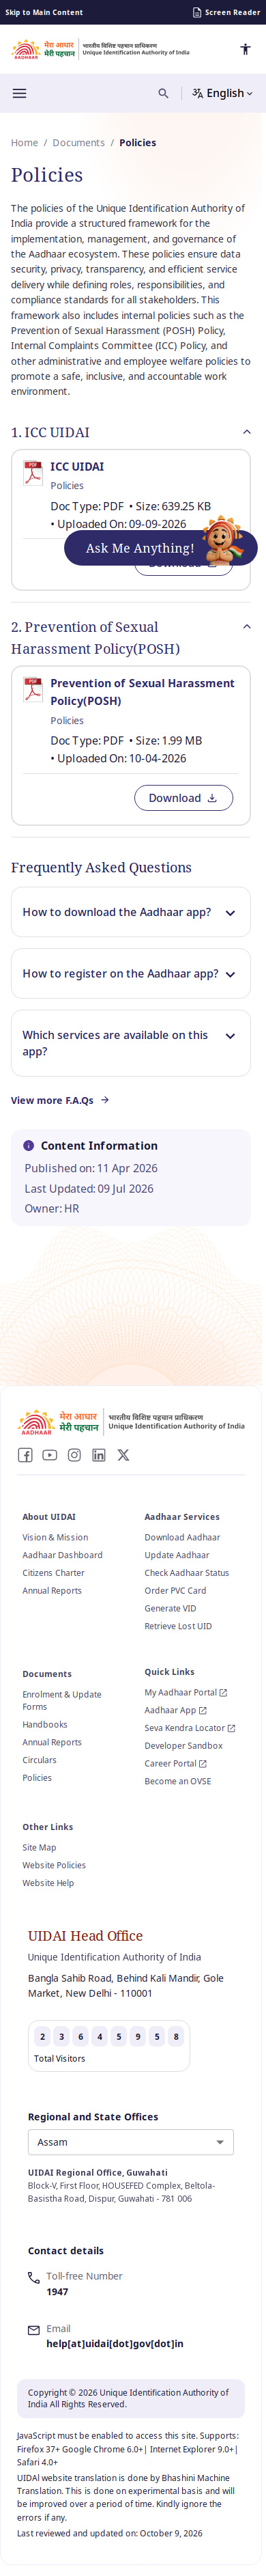 Skip to Main Content
Screen Reader
मेरा आधार
मेरी पहचान
AADHAAR
भारतीय विशिष्ट पहचान प्राधिकरण
Unique Identification Authority of India
English
Home / Documents / Policies
Policies
The policies of the Unique Identification Authority of
India provide a structured framework for the
implementation, management, and governance of
the Aadhaar ecosystem. These policies ensure data
security, privacy, transparency, and efficient service
delivery while defining roles, responsibilities, and
compliance standards for all stakeholders. This
framework also includes internal policies such as the
Prevention of Sexual Harassment (POSH) Policy,
Internal Complaints Committee (ICC) Policy, and
other administrative and employee welfare policies to
promote a safe, inclusive, and accountable work
environment.
1. ICC UIDAI
PDF
ICC UIDAI
Policies
Doc Type: PDF • Size: 639.25 KB
• Uploaded On: 09-09-2026
Ask Me Anything!
2. Prevention of Sexual
Harassment Policy(POSH)
PDF
Prevention of Sexual Harassment
Policy(POSH)
Policies
Doc Type: PDF • Size: 1.99 MB
• Uploaded On: 10-04-2026
Download
Frequently Asked Questions
How to download the Aadhaar app?
How to register on the Aadhaar app?
Which services are available on this
app?
View more F.A.Qs
Content Information
Published on: 11 Apr 2026
Last Updated: 09 Jul 2026
Owner: HR
मेरा आधार
मेरी पहचान
AADHAAR
भारतीय विशिष्ट पहचान प्राधिकरण
Unique Identification Authority of India
About UIDAI
Vision & Mission
Aadhaar Dashboard
Citizens Charter
Annual Reports
Aadhaar Services
Download Aadhaar
Update Aadhaar
Check Aadhaar Status
Order PVC Card
Generate VID
Retrieve Lost UID
Documents
Enrolment & Update
Forms
Handbooks
Annual Reports
Circulars
Policies
Quick Links
My Aadhaar Portal
Aadhaar App
Seva Kendra Locator
Developer Sandbox
Career Portal
Become an OVSE
Other Links
Site Map
Website Policies
Website Help
UIDAI Head Office
Unique Identification Authority of India
Bangla Sahib Road, Behind Kali Mandir, Gole
Market, New Delhi - 110001
2 3 6 4 5 9 5 8
Total Visitors
Regional and State Offices
Assam
UIDAI Regional Office, Guwahati
Block-V, First Floor, HOUSEFED Complex, Beltola-
Basistha Road, Dispur, Guwahati - 781 006
Contact details
Toll-free Number
1947
Email
help[at]uidai[dot]gov[dot]in
Copyright © 2026 Unique Identification Authority of
India All Rights Reserved.
JavaScript must be enabled to access this site. Supports:
Firefox 37+ Google Chrome 6.0+| Internet Explorer 9.0+|
Safari 4.0+
UIDAI website translation is done by Bhashini Machine
Translation. This is done on experimental basis and will
be improved over a period of time. Kindly ignore the
errors if any.
Last reviewed and updated on: October 9, 2026